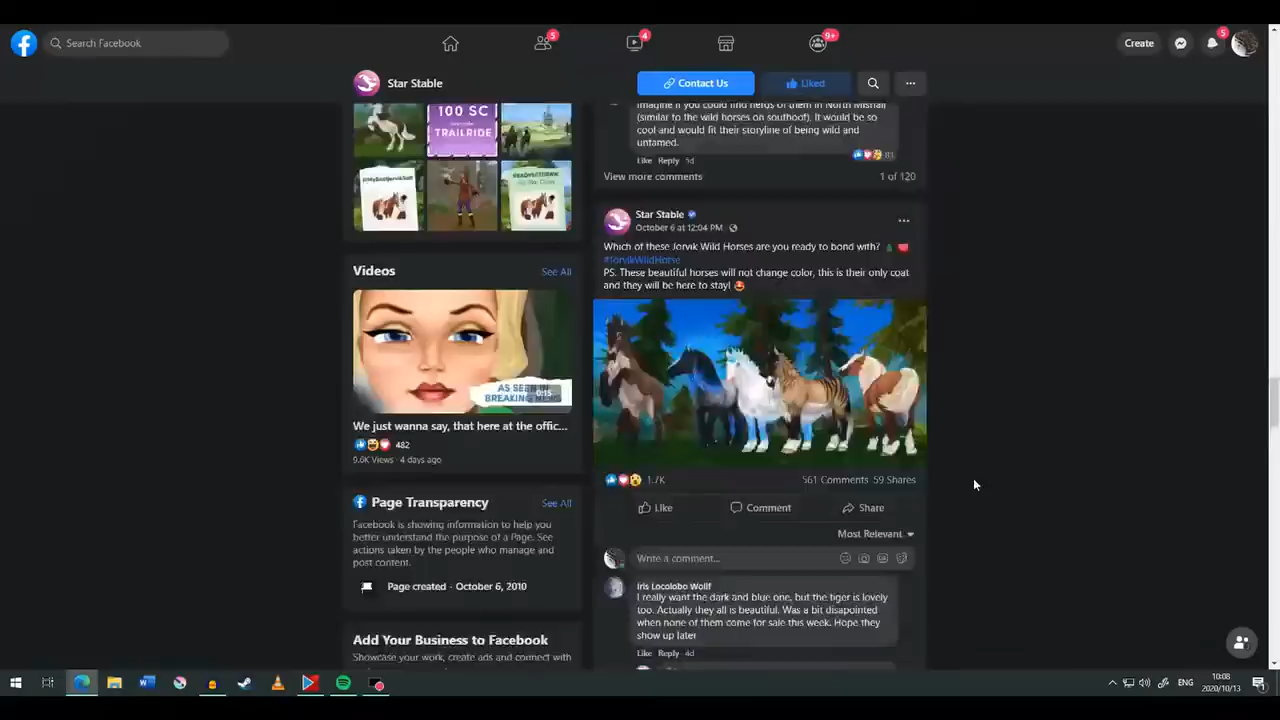 Search Facebook
5
4
9+
Create
5
Star Stable
Contact Us
Liked
100 SC
TRAILRIDE
imagine if you could find herds of them in North Mistfall
(similar to the wild horses on southoof). It would be so
cool and would fit their storyline of being wild and
untamed.
Like Reply 5d
View more comments
1 of 120
Star Stable
October 6 at 12:04 PM
Which of these Jorvik Wild Horses are you ready to bond with?
#JorvikWildHorse
PS. These beautiful horses will not change color, this is their only coat
and they will be here to stay!
Videos
See All
AS SEEN IN
BREAKING NEWS
0:15
We just wanna say, that here at the offic...
482
9.6K Views · 4 days ago
1.7K
561 Comments 59 Shares
Like
Comment
Share
Most Relevant
Write a comment...
Page Transparency
See All
Facebook is showing information to help you
better understand the purpose of a Page. See
actions taken by the people who manage and
post content.
Page created - October 6, 2010
Iris Locolobo Wollf
I really want the dark and blue one, but the tiger is lovely
too. Actually they all is beautiful. Was a bit disapointed
when none of them come for sale this week. Hope they
show up later
Like Reply 4d
Add Your Business to Facebook
Showcase your work, create ads and connect with
ENG
10:08
2020/10/13